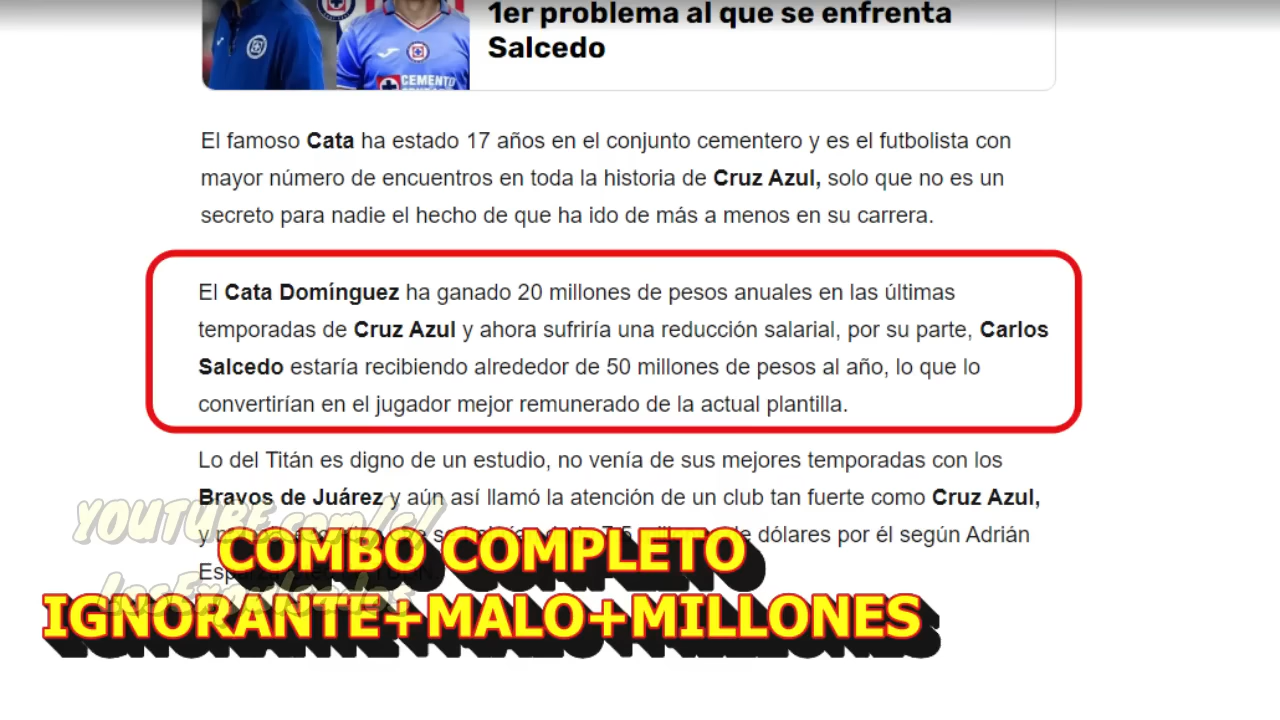 1er problema al que se enfrenta
Salcedo
CEMENTO
El famoso Cata ha estado 17 años en el conjunto cementero y es el futbolista con
mayor número de encuentros en toda la historia de Cruz Azul, solo que no es un
secreto para nadie el hecho de que ha ido de más a menos en su carrera.
El Cata Domínguez ha ganado 20 millones de pesos anuales en las últimas
temporadas de Cruz Azul y ahora sufriría una reducción salarial, por su parte, Carlos
Salcedo estaría recibiendo alrededor de 50 millones de pesos al año, lo que lo
convertirían en el jugador mejor remunerado de la actual plantilla.
Lo del Titán es digno de un estudio, no venía de sus mejores temporadas con los
Bravos de Juárez y aún así llamó la atención de un club tan fuerte como Cruz Azul,
y dólares por él según Adrián
YOUTUBE.com/c/
COMBO COMPLETO
IGNORANTE+MALO+MILLONES